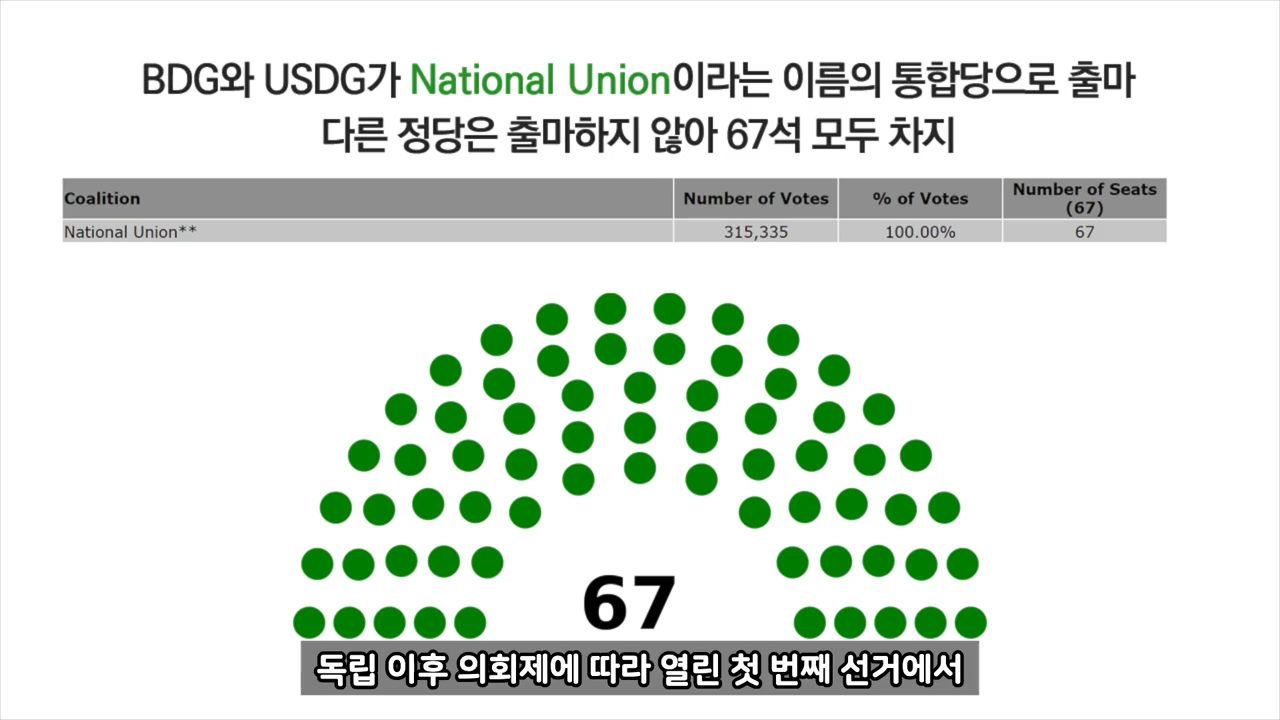 BDG와 USDG가 National Union이라는 이름의 통합당으로 출마
다른 정당은 출마하지 않아 67석 모두 차지
Coalition Number of Votes % of Votes Number of Seats (67)
National Union** 315,335 100.00% 67
67
독립 이후 의회제에 따라 열린 첫 번째 선거에서